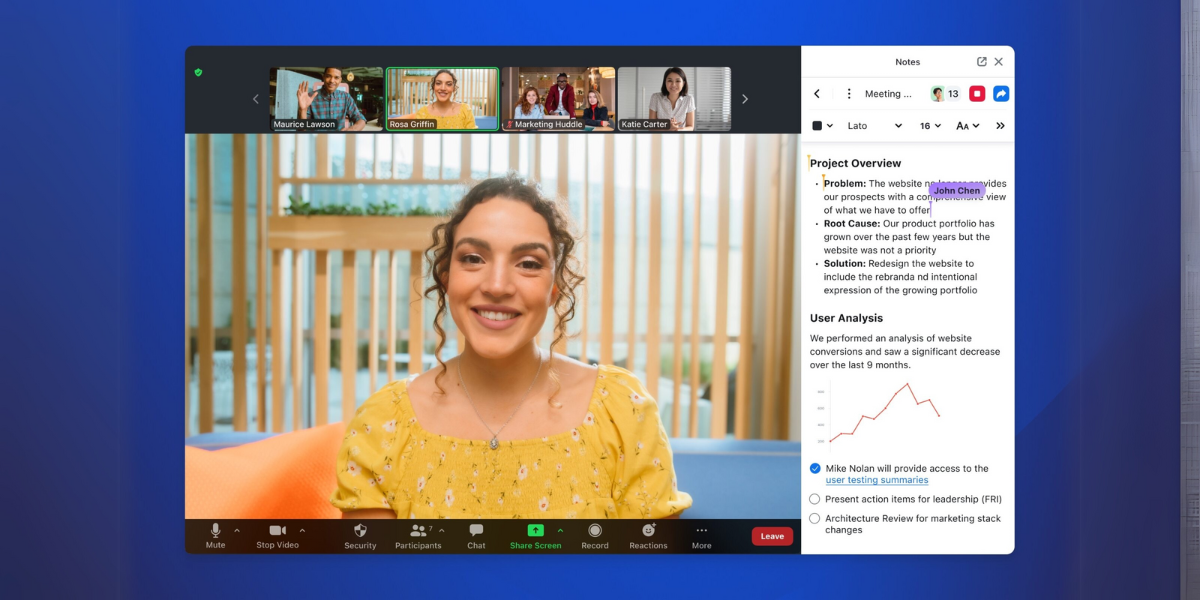 Maurice Lawson
Rosa Griffin
Marketing Huddle
Katie Carter
Mute
Stop Video
Security
7
Participants
Chat
Share Screen
Record
Reactions
More
Leave
Notes
Meeting ...
13
Lato
16
AA
Project Overview
• Problem: The website no longer provides
John Chen
our prospects with a comprehensive view
of what we have to offer
• Root Cause: Our product portfolio has
grown over the past few years but the
website was not a priority
• Solution: Redesign the website to
include the rebranda nd intentional
expression of the growing portfolio
User Analysis
We performed an analysis of website
conversions and saw a significant decrease
over the last 9 months.
Mike Nolan will provide access to the
user testing summaries
Present action items for leadership (FRI)
Architecture Review for marketing stack
changes